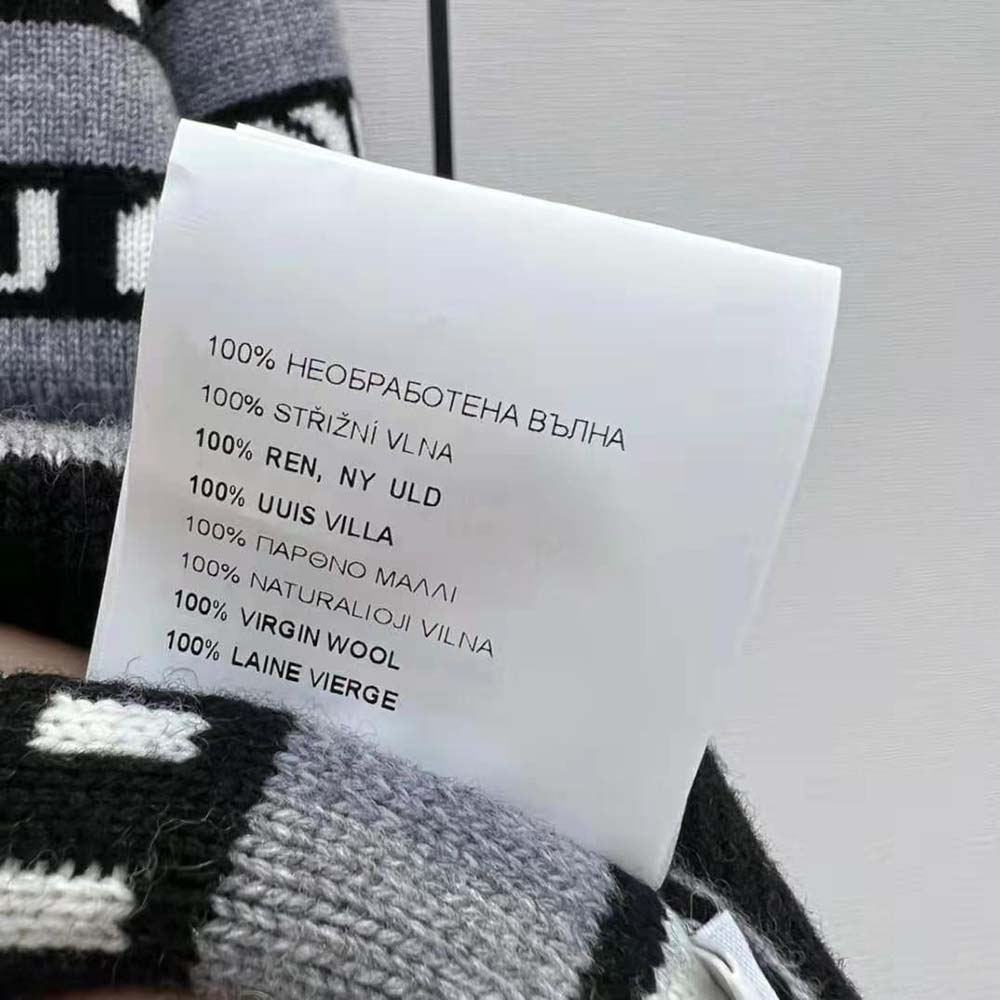 100% НЕОБРАБОТЕНА ВЪЛНА
100% STŘIŽNÍ VLNA
100% REN, NY ULD
100% UUIS VILLA
100% ΠΑΡΘΝΟ ΜΑΛΛΙ
100% NATURALIOJI VILNA
100% VIRGIN WOOL
100% LAINE VIERGE